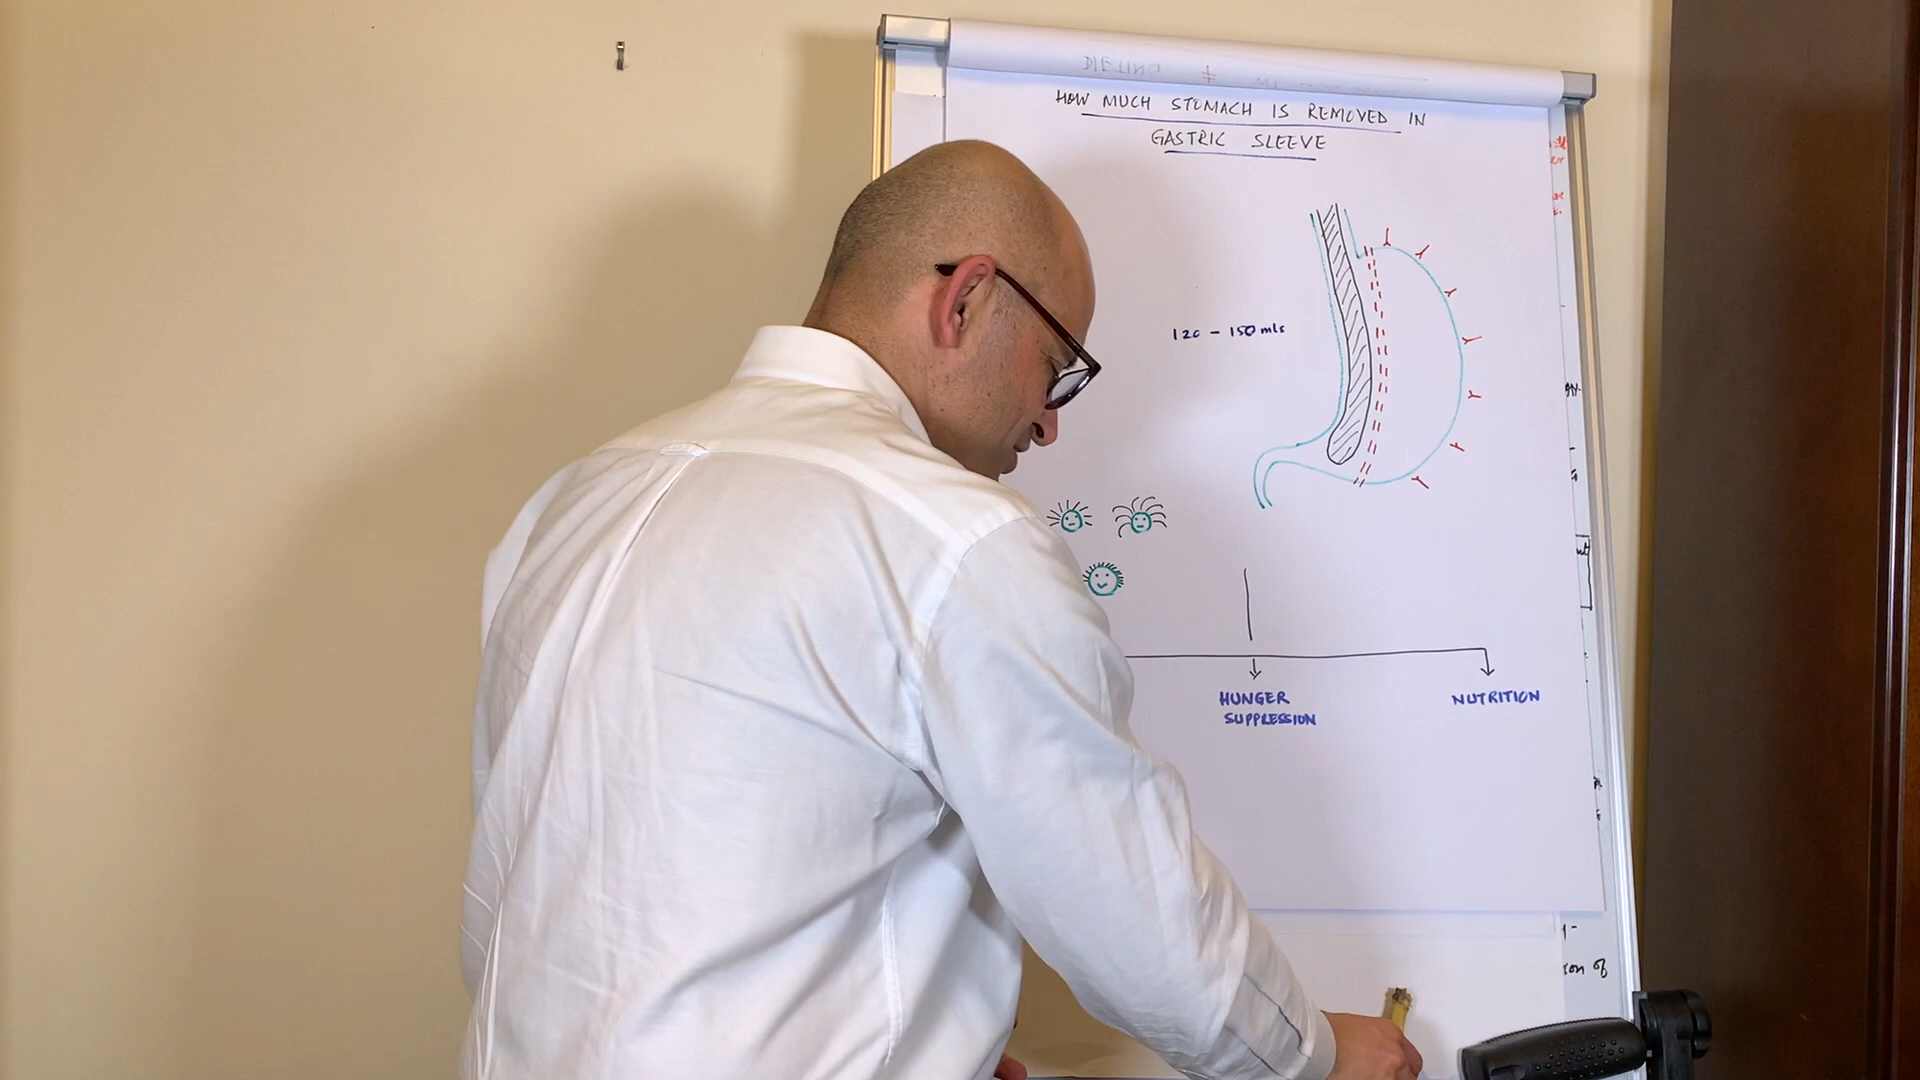 HOW MUCH STOMACH IS REMOVED IN
GASTRIC SLEEVE
120 - 150 mls
HUNGER
SUPPRESSION
NUTRITION